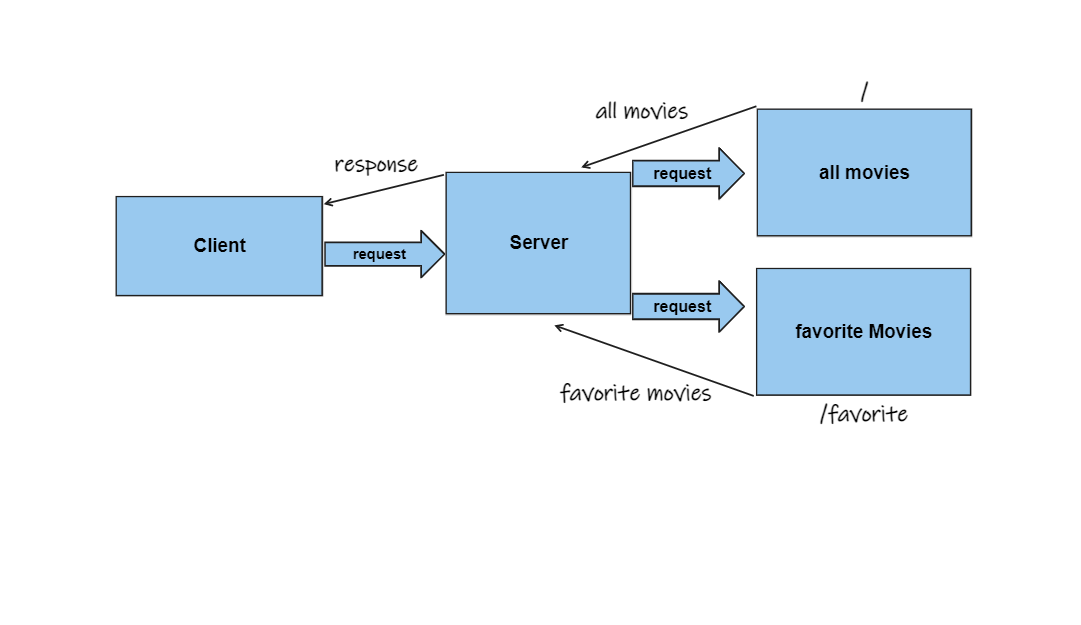 /
all movies
response
request
all movies
Client
Server
request
request
favorite Movies
favorite movies
/favorite